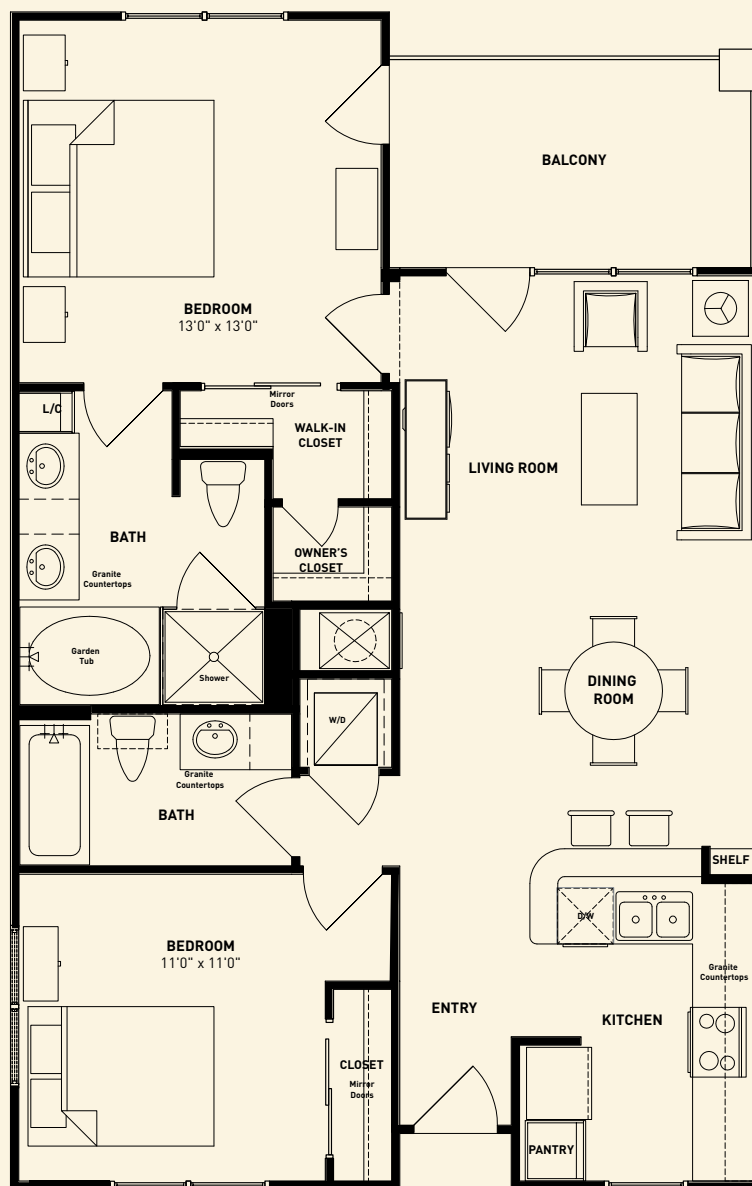 BALCONY
BEDROOM
13'0" x 13'0"
Mirror
Doors
L/C
WALK-IN
CLOSET
LIVING ROOM
BATH
OWNER'S
CLOSET
Granite
Countertops
Garden
Tub
Shower
DINING
ROOM
W/D
Granite
Countertops
BATH
SHELF
D/W
BEDROOM
11'0" x 11'0"
Granite
Countertops
ENTRY
KITCHEN
CLOSET
Mirror
Doors
PANTRY